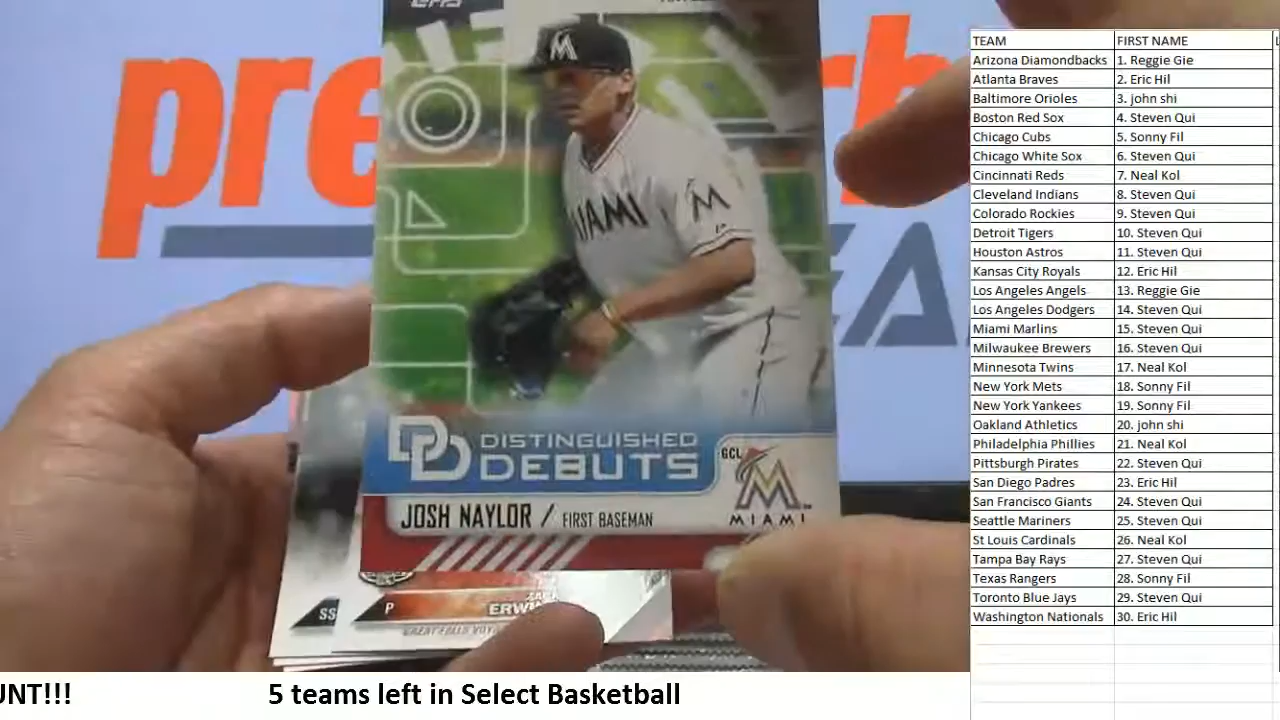 MIAMI
DD DISTINGUISHED
DEBUTS
GCL
MIAMI
JOSH NAYLOR / FIRST BASEMAN
SS
P
ERWIN
TEAM FIRST NAME
Arizona Diamondbacks 1. Reggie Gie
Atlanta Braves 2. Eric Hil
Baltimore Orioles 3. john shi
Boston Red Sox 4. Steven Qui
Chicago Cubs 5. Sonny Fil
Chicago White Sox 6. Steven Qui
Cincinnati Reds 7. Neal Kol
Cleveland Indians 8. Steven Qui
Colorado Rockies 9. Steven Qui
Detroit Tigers 10. Steven Qui
Houston Astros 11. Steven Qui
Kansas City Royals 12. Eric Hil
Los Angeles Angels 13. Reggie Gie
Los Angeles Dodgers 14. Steven Qui
Miami Marlins 15. Steven Qui
Milwaukee Brewers 16. Steven Qui
Minnesota Twins 17. Neal Kol
New York Mets 18. Sonny Fil
New York Yankees 19. Sonny Fil
Oakland Athletics 20. john shi
Philadelphia Phillies 21. Neal Kol
Pittsburgh Pirates 22. Steven Qui
San Diego Padres 23. Eric Hil
San Francisco Giants 24. Steven Qui
Seattle Mariners 25. Steven Qui
St Louis Cardinals 26. Neal Kol
Tampa Bay Rays 27. Steven Qui
Texas Rangers 28. Sonny Fil
Toronto Blue Jays 29. Steven Qui
Washington Nationals 30. Eric Hil
UNT!!! 5 teams left in Select Basketball